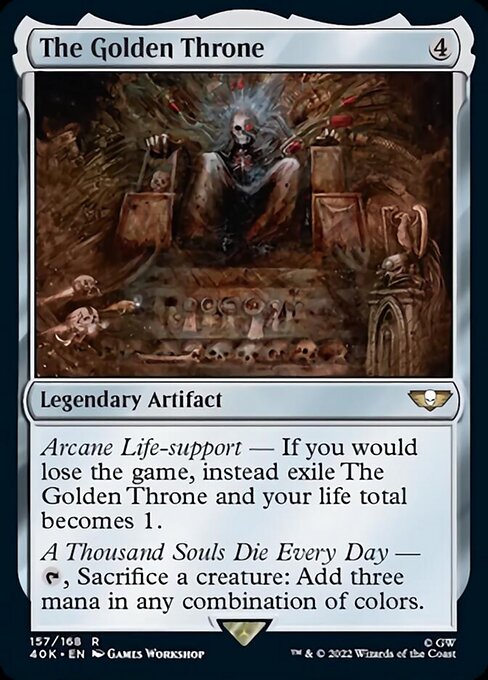 The Golden Throne 4
Legendary Artifact
Arcane Life-support — If you would
lose the game, instead exile The
Golden Throne and your life total
becomes 1.
A Thousand Souls Die Every Day —
, Sacrifice a creature: Add three
mana in any combination of colors.
157/168 R
40K • EN Games Workshop
© GW
™ & © 2022 Wizards of the Coast